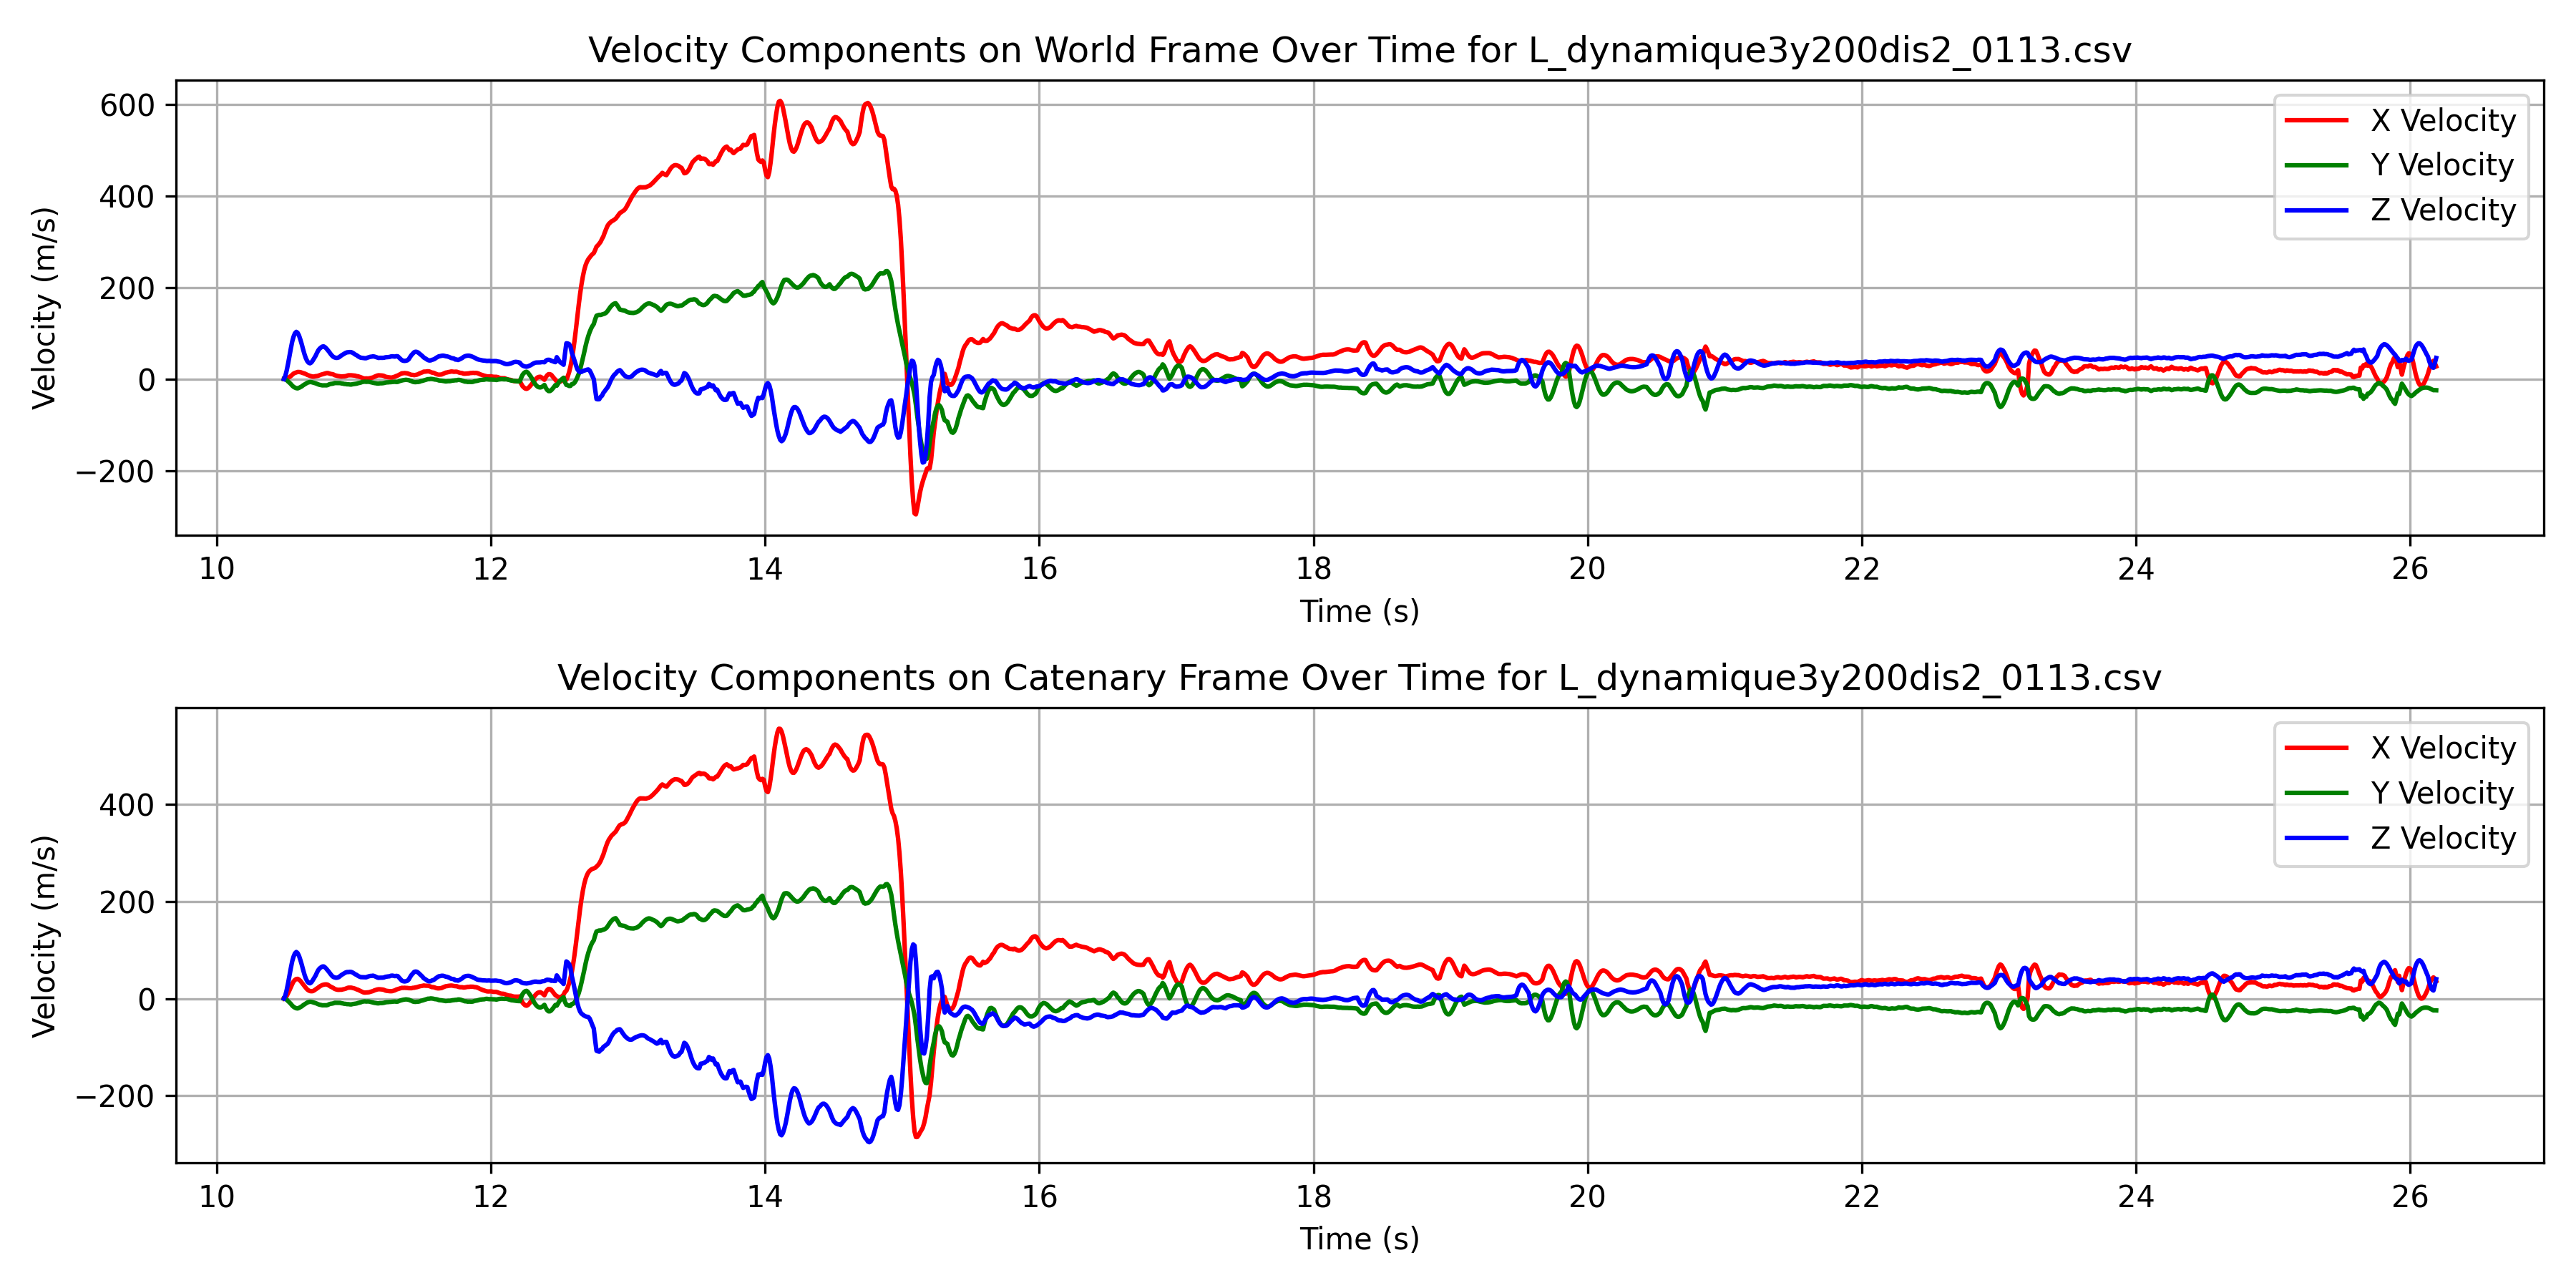 Velocity Components on World Frame Over Time for L_dynamique3y200dis2_0113.csv
Velocity (m/s)
600
400
200
0
−200
X Velocity
Y Velocity
Z Velocity
10 12 14 16 18 20 22 24 26
Time (s)
Velocity Components on Catenary Frame Over Time for L_dynamique3y200dis2_0113.csv
Velocity (m/s)
400
200
0
−200
X Velocity
Y Velocity
Z Velocity
10 12 14 16 18 20 22 24 26
Time (s)